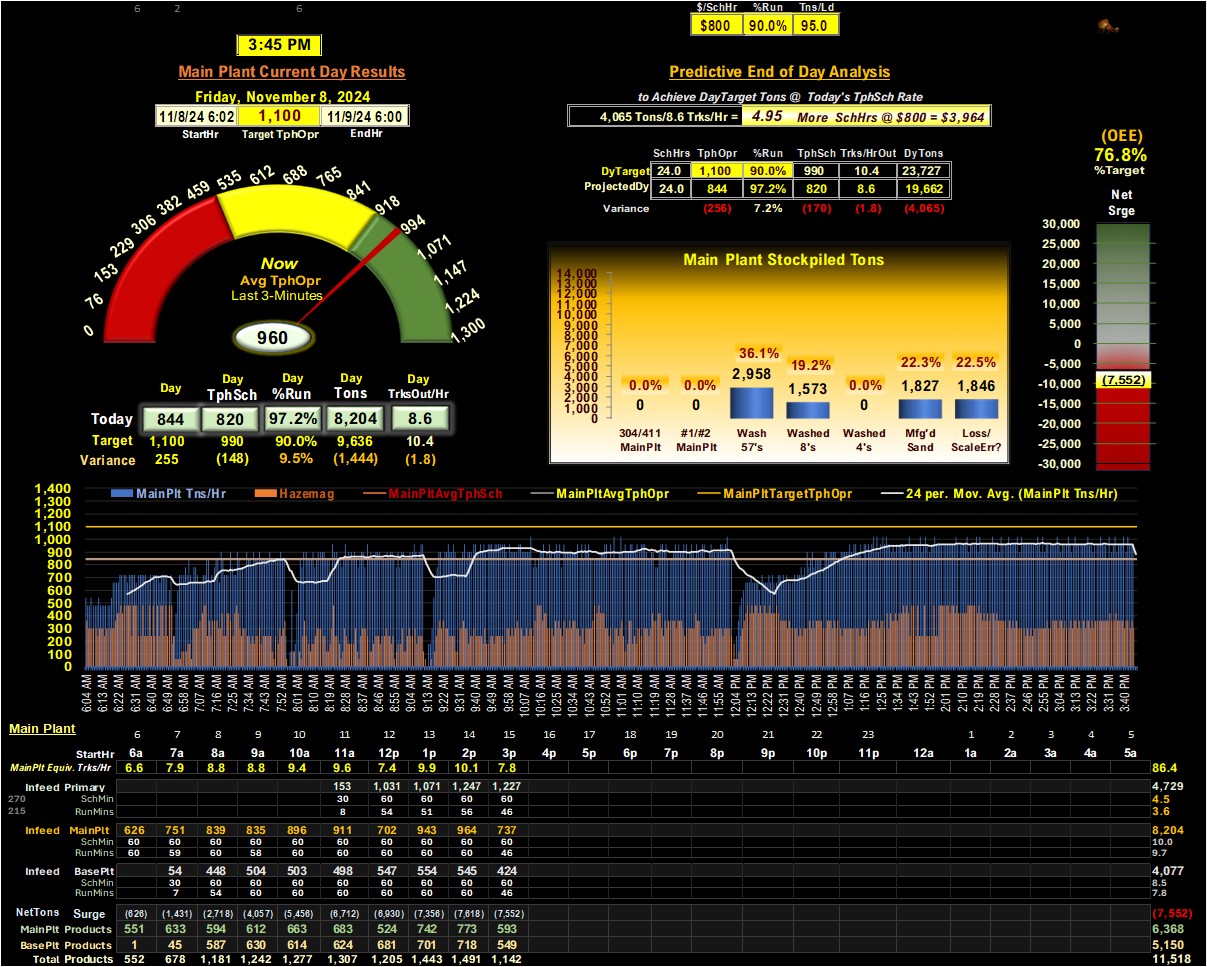 6 2 6
$/SchHr %Run Tns/Ld
$800 90.0% 95.0
3:45 PM
Main Plant Current Day Results
Friday, November 8, 2024
11/8/24 6:02 1,100 11/9/24 6:00
StartHr Target TphOpr EndHr
0 76 153 229 306 382 459 535 612 688 765 841 918 994 1,071 1,147 1,224 1,300
Now
Avg TphOpr
Last 3-Minutes
960
Day Day TphSch Day %Run Day Tons Day TrksOut/Hr
Today 844 820 97.2% 8,204 8.6
Target 1,100 990 90.0% 9,636 10.4
Variance 255 (148) 9.5% (1,444) (1.8)
Predictive End of Day Analysis
to Achieve DayTarget Tons @ Today's TphSch Rate
4,065 Tons/8.6 Trks/Hr = 4.95 More SchHrs @ $800 = $3,964
SchHrs TphOpr %Run TphSch Trks/HrOut DyTons
DyTarget 24.0 1,100 90.0% 990 10.4 23,727
ProjectedDy 24.0 844 97.2% 820 8.6 19,662
Variance (256) 7.2% (170) (1.8) (4,065)
Main Plant Stockpiled Tons
14,000
13,000
12,000
11,000
10,000
9,000
8,000
7,000
6,000
5,000
4,000
3,000
2,000
1,000
0
0.0% 0.0% 36.1% 19.2% 0.0% 22.3% 22.5%
0 0 2,958 1,573 0 1,827 1,846
304/411 MainPlt #1/#2 MainPlt Wash 57's Washed 8's Washed 4's Mfg'd Sand Loss/ ScaleErr?
(OEE)
76.8%
%Target
Net
Srge
30,000
25,000
20,000
15,000
10,000
5,000
0
-5,000
-10,000
-15,000
-20,000
-25,000
-30,000
(7,552)
MainPlt Tns/Hr Hazemag MainPltAvgTphSch MainPltAvgTphOpr MainPltTargetTphOpr 24 per. Mov. Avg. (MainPlt Tns/Hr)
1,400
1,300
1,200
1,100
1,000
900
800
700
600
500
400
300
200
100
0
6:04 AM 6:13 AM 6:22 AM 6:31 AM 6:40 AM 6:49 AM 6:58 AM 7:07 AM 7:16 AM 7:25 AM 7:34 AM 7:43 AM 7:52 AM 8:01 AM 8:10 AM 8:19 AM 8:28 AM 8:37 AM 8:46 AM 8:55 AM 9:04 AM 9:13 AM 9:22 AM 9:31 AM 9:40 AM 9:49 AM 9:58 AM 10:07 AM 10:16 AM 10:25 AM 10:34 AM 10:43 AM 10:52 AM 11:01 AM 11:10 AM 11:19 AM 11:28 AM 11:37 AM 11:46 AM 11:55 AM 12:04 PM 12:13 PM 12:22 PM 12:31 PM 12:40 PM 12:49 PM 12:58 PM 1:07 PM 1:16 PM 1:25 PM 1:34 PM 1:43 PM 1:52 PM 2:01 PM 2:10 PM 2:19 PM 2:28 PM 2:37 PM 2:46 PM 2:55 PM 3:04 PM 3:13 PM 3:22 PM 3:31 PM 3:40 PM
Main Plant 6 7 8 9 10 11 12 13 14 15 16 17 18 19 20 21 22 23 1 2 3 4 5
StartHr 6a 7a 8a 9a 10a 11a 12p 1p 2p 3p 4p 5p 6p 7p 8p 9p 10p 11p 12a 1a 2a 3a 4a 5a
MainPlt Equiv. Trks/Hr 6.6 7.9 8.8 8.8 9.4 9.6 7.4 9.9 10.1 7.8 86.4
Infeed Primary 153 1,031 1,071 1,247 1,227 4,729
270 SchMin 30 60 60 60 60 4.5
215 RunMins 8 54 51 56 46 3.6
Infeed MainPlt 626 751 839 835 896 911 702 943 964 737 8,204
SchMin 60 60 60 60 60 60 60 60 60 60 10.0
RunMins 60 59 60 58 60 60 60 60 60 46 9.7
Infeed BasePlt 54 448 504 503 498 547 554 545 424 4,077
SchMin 30 60 60 60 60 60 60 60 60 8.5
RunMins 7 54 60 60 60 60 60 60 46 7.8
NetTons Surge (626) (1,431) (2,718) (4,057) (5,456) (6,712) (6,930) (7,356) (7,618) (7,552) (7,552)
MainPlt Products 551 633 594 612 663 683 524 742 773 593 6,368
BasePlt Products 1 45 587 630 614 624 681 701 718 549 5,150
Total Products 552 678 1,181 1,242 1,277 1,307 1,205 1,443 1,491 1,142 11,518